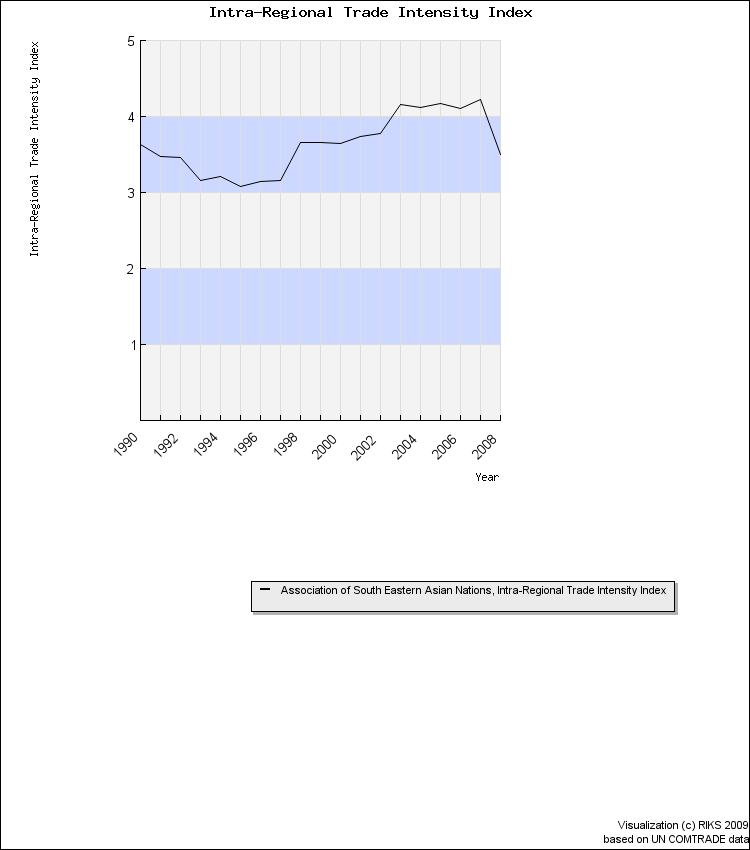 Intra-Regional Trade Intensity Index
Intra-Regional Trade Intensity Index
5
4
3
2
1
1990
1992
1994
1996
1998
2000
2002
2004
2006
2008
Year
Association of South Eastern Asian Nations, Intra-Regional Trade Intensity Index
Visualization (c) RIKS 2009
based on UN COMTRADE data